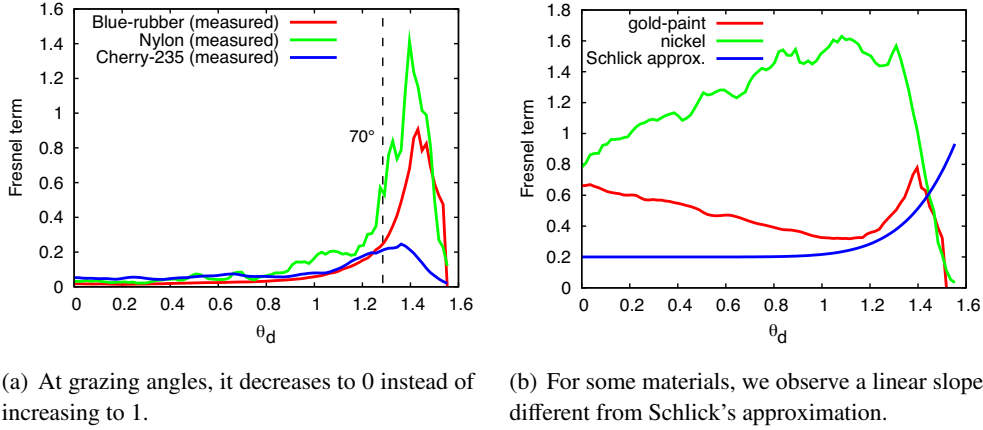 Blue-rubber (measured)
Nylon (measured)
Cherry-235 (measured)
70°
Fresnel term
1.6
1.4
1.2
1
0.8
0.6
0.4
0.2
0
0.0 0.2 0.4 0.6 0.8 1 1.2 1.4 1.6
θd
gold-paint
nickel
Schlick approx.
Fresnel term
1.8
1.6
1.4
1.2
1
0.8
0.6
0.4
0.2
0
0.0 0.2 0.4 0.6 0.8 1 1.2 1.4 1.6
θd
(a) At grazing angles, it decreases to 0 instead of
increasing to 1.
(b) For some materials, we observe a linear slope
different from Schlick's approximation.